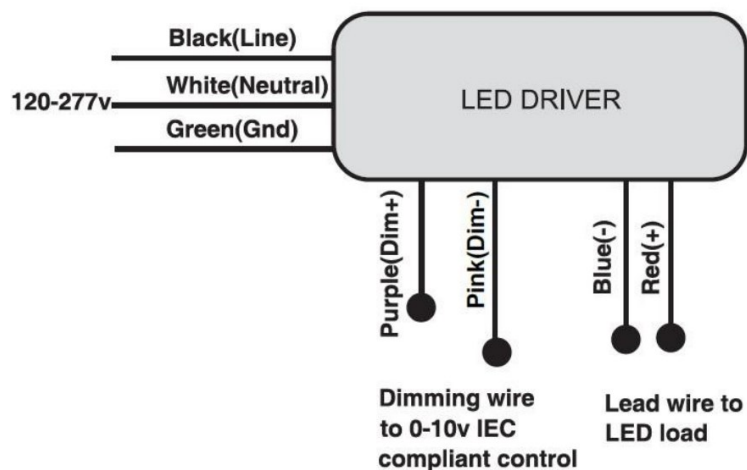 Black(Line)
White(Neutral)
120-277v
Green(Gnd)
LED DRIVER
Purple(Dim+)
Pink(Dim-)
Blue(-)
Red(+)
Dimming wire
to 0-10v IEC
compliant control
Lead wire to
LED load